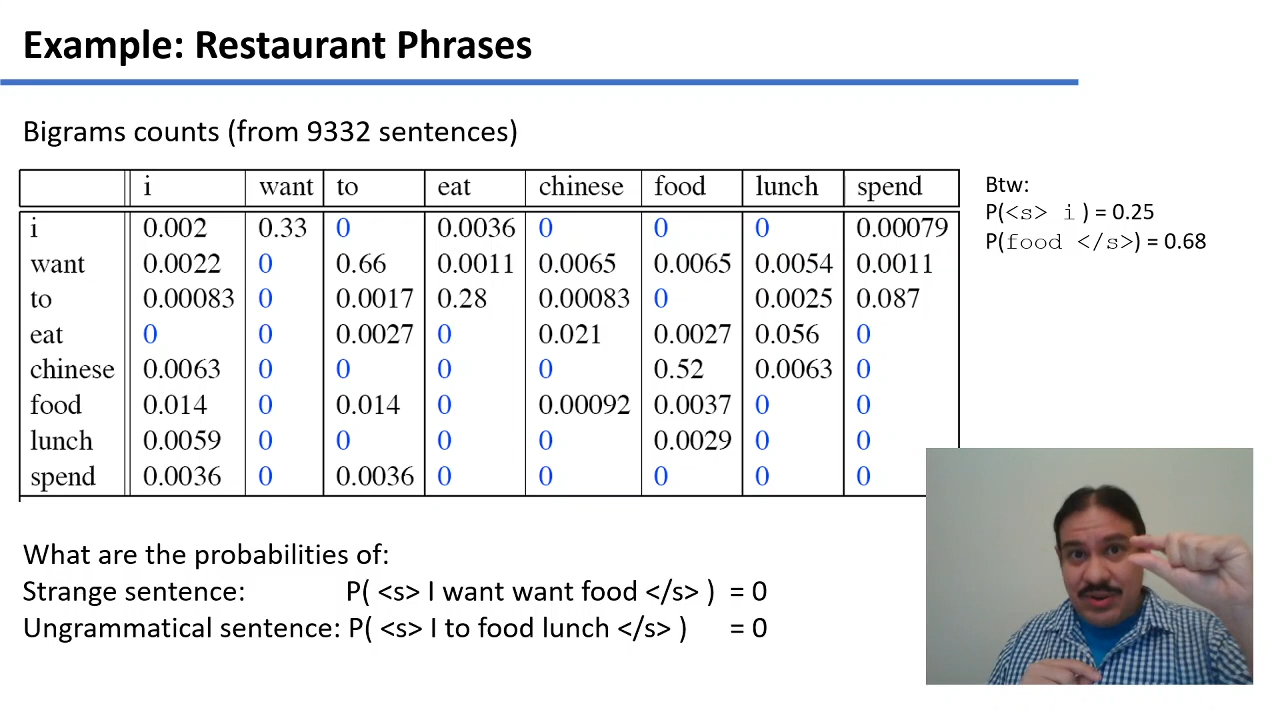 Example: Restaurant Phrases
Bigrams counts (from 9332 sentences)
i want to eat chinese food lunch spend
i 0.002 0.33 0 0.0036 0 0 0 0.00079
want 0.0022 0 0.66 0.0011 0.0065 0.0065 0.0054 0.0011
to 0.00083 0 0.0017 0.28 0.00083 0 0.0025 0.087
eat 0 0 0.0027 0 0.021 0.0027 0.056 0
chinese 0.0063 0 0 0 0 0.52 0.0063 0
food 0.014 0 0.014 0 0.00092 0.0037 0 0
lunch 0.0059 0 0 0 0 0.0029 0 0
spend 0.0036 0 0.0036 0 0 0 0 0
Btw:
P(<s> i ) = 0.25
P(food </s>) = 0.68
What are the probabilities of:
Strange sentence: P( <s> I want want food </s> ) = 0
Ungrammatical sentence: P( <s> I to food lunch </s> ) = 0